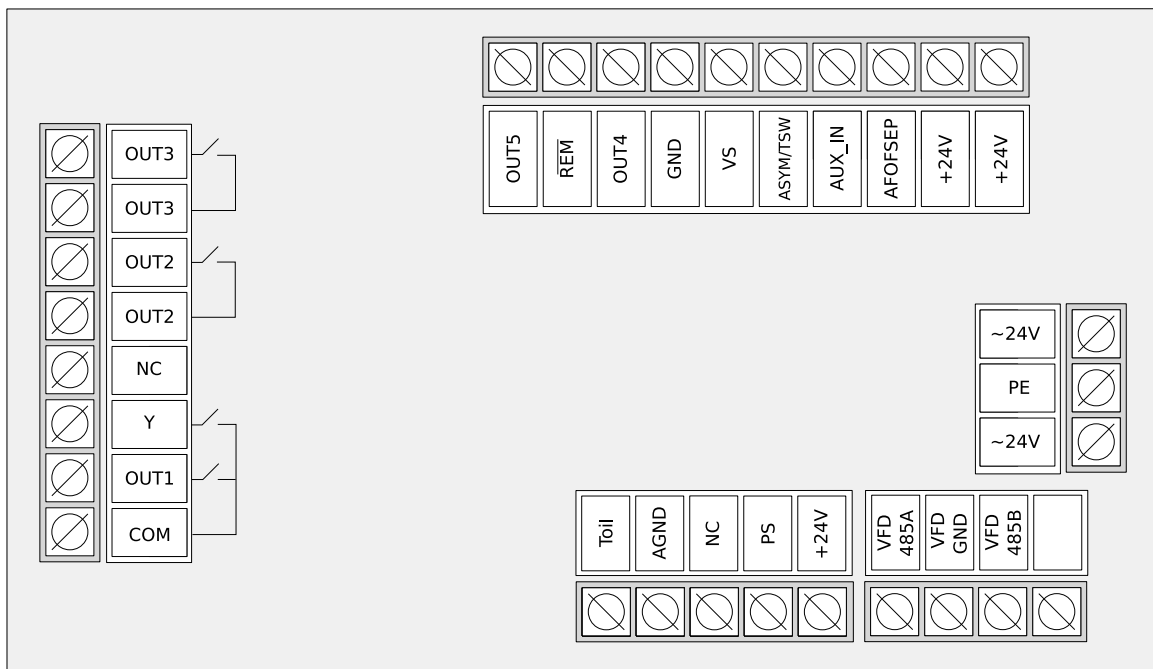 OUT5
R̅E̅M̅
OUT4
GND
VS
ASYM/TSW
AUX_IN
AFOFSEP
+24V
+24V
OUT3
OUT3
OUT2
OUT2
NC
Y
OUT1
COM
~24V
PE
~24V
Toil
AGND
NC
PS
+24V
VFD
485A
VFD
GND
VFD
485B